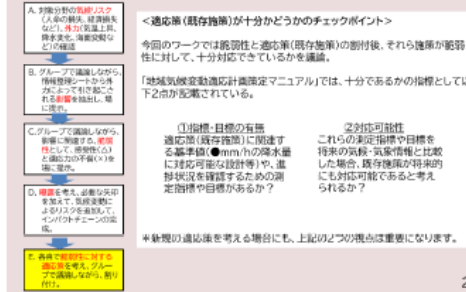 A. 対象分野の気候リスク
（人命の損失、経済損失
など）、外力（気温上昇、
降水変化、海面変動な
ど）の確認
B. グループで議論しながら、
情報整理シートから外
力によって引き起こさ
れる影響を抽出し、場
に提示。
C.グループで議論しながら、
影響に関連する、脆弱
性として、感受性(△)
と適応力の不備(×)を
場に提示。
D. 曝露を考え、必要な矢印
を加えて、気候変動に
よるリスクを追加して、
インパクトチェーンの完
成。
E. 各自で脆弱性に対する
適応策を考え、グルー
プで議論しながら、割り
付け。
＜適応策（既存施策）が十分かどうかのチェックポイント＞
今回のワークでは脆弱性と適応策（既存施策）の割付後、それら施策が脆弱
性に対して、十分対応できているかを議論。
「地域気候変動適応計画策定マニュアル」では、十分であるかの指標として以
下2点が記載されている。
①指標・目標の有無
適応策（既存施策）に関連す
る基準値（●mm/hの降水量
に対応可能な設計等）や、進
捗状況を確認するための測
定指標や目標があるか？
②対応可能性
これらの測定指標や目標を
将来の気候・気象情報と比較
した場合、既存施策が将来的
にも対応可能であると考え
られるか？
＊新規の適応策を考える場合にも、上記の2つの視点は重要になります。
2